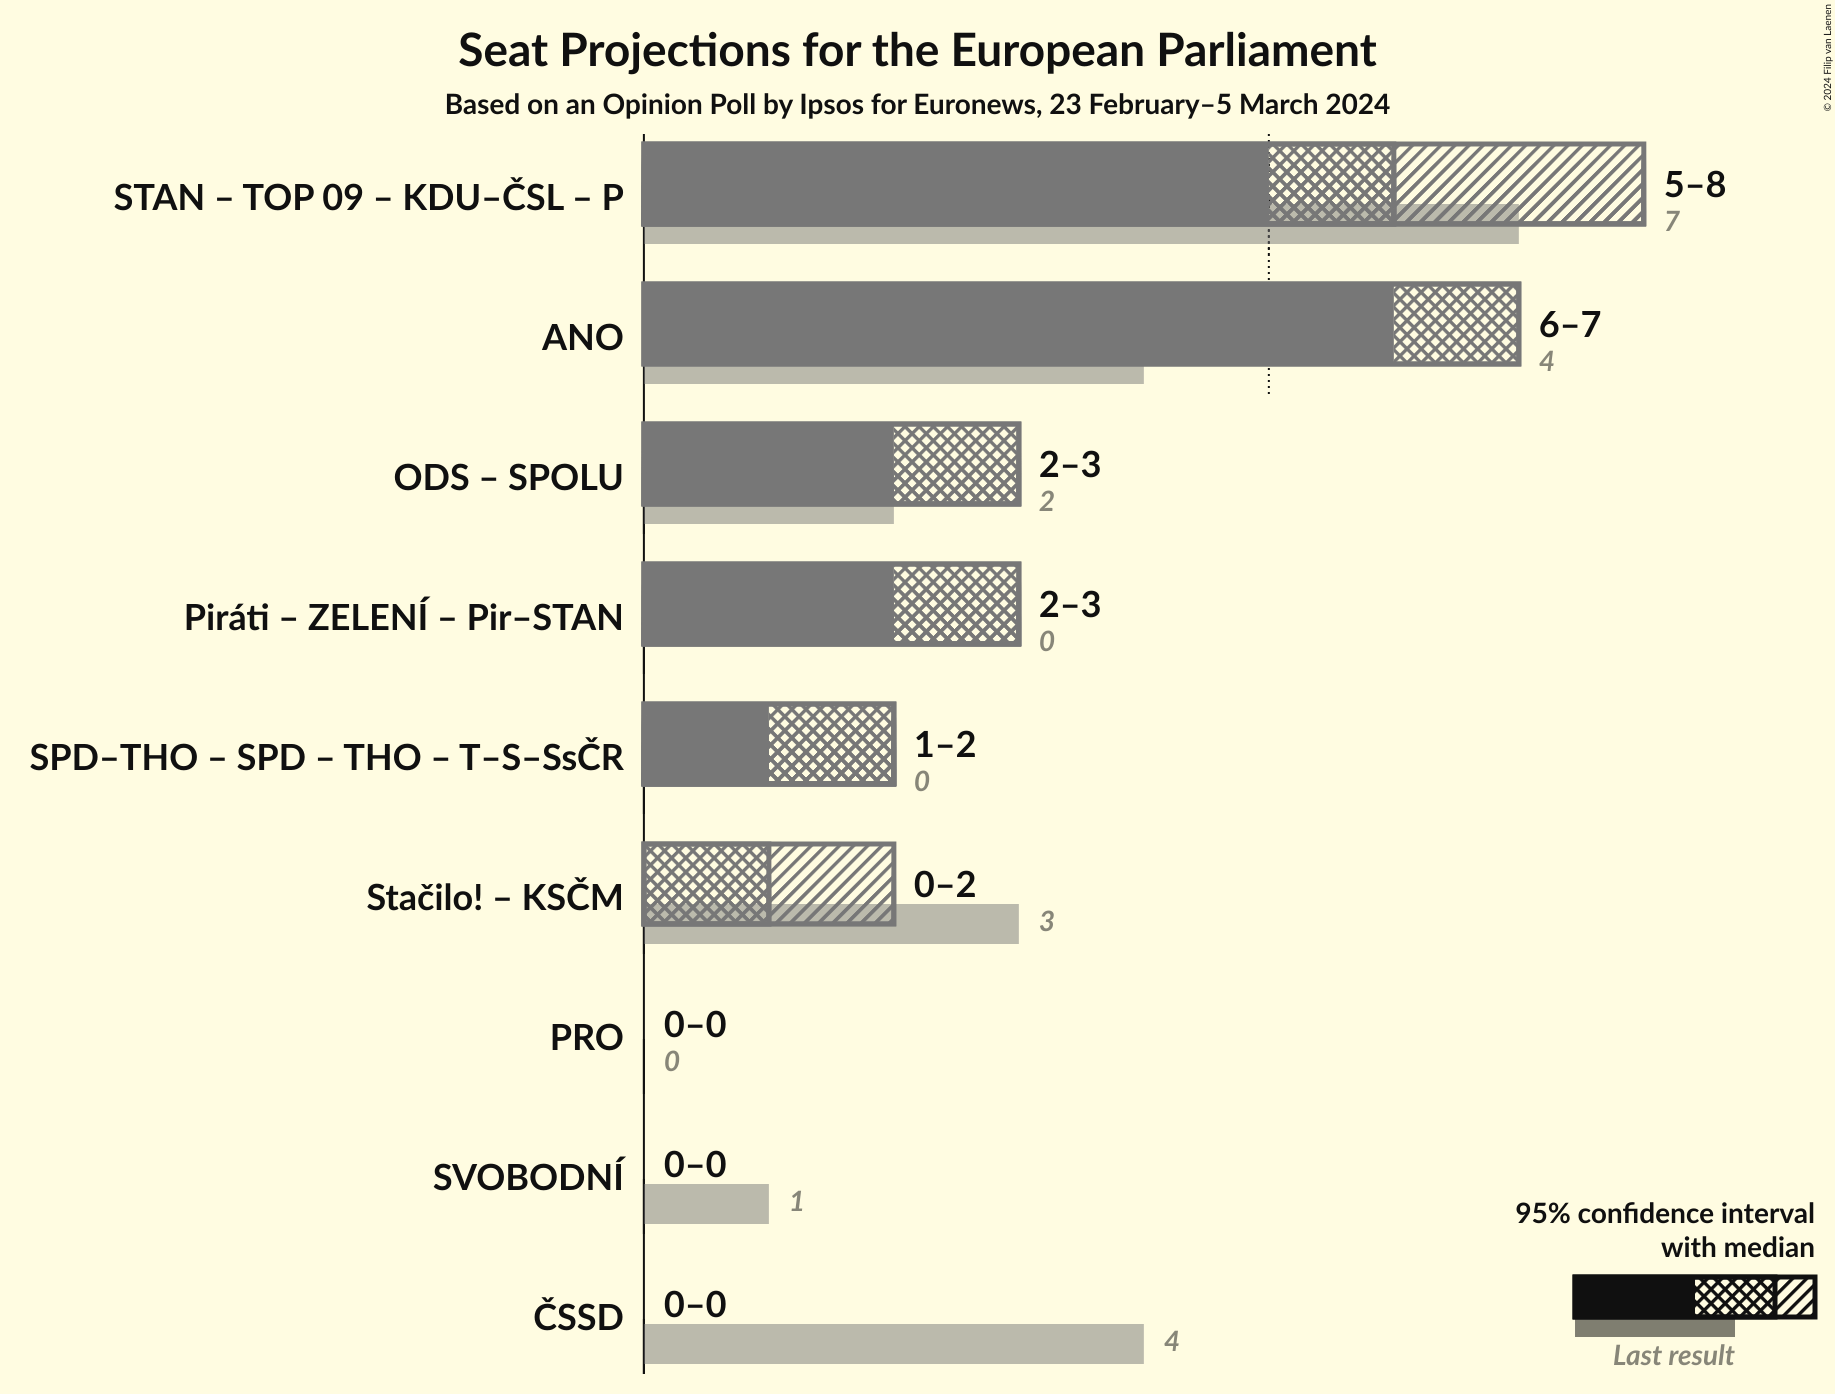 Seat Projections for the European Parliament
Based on an Opinion Poll by Ipsos for Euronews, 23 February–5 March 2024
© 2024 Filip van Laenen
STAN – TOP 09 – KDU–ČSL – P
5–8
7
ANO
6–7
4
ODS – SPOLU
2–3
2
Piráti – ZELENÍ – Pir–STAN
2–3
0
SPD–THO – SPD – THO – T–S–SsČR
1–2
0
Stačilo! – KSČM
0–2
3
PRO
0–0
0
SVOBODNÍ
0–0
1
ČSSD
0–0
4
95% confidence interval
with median
Last result